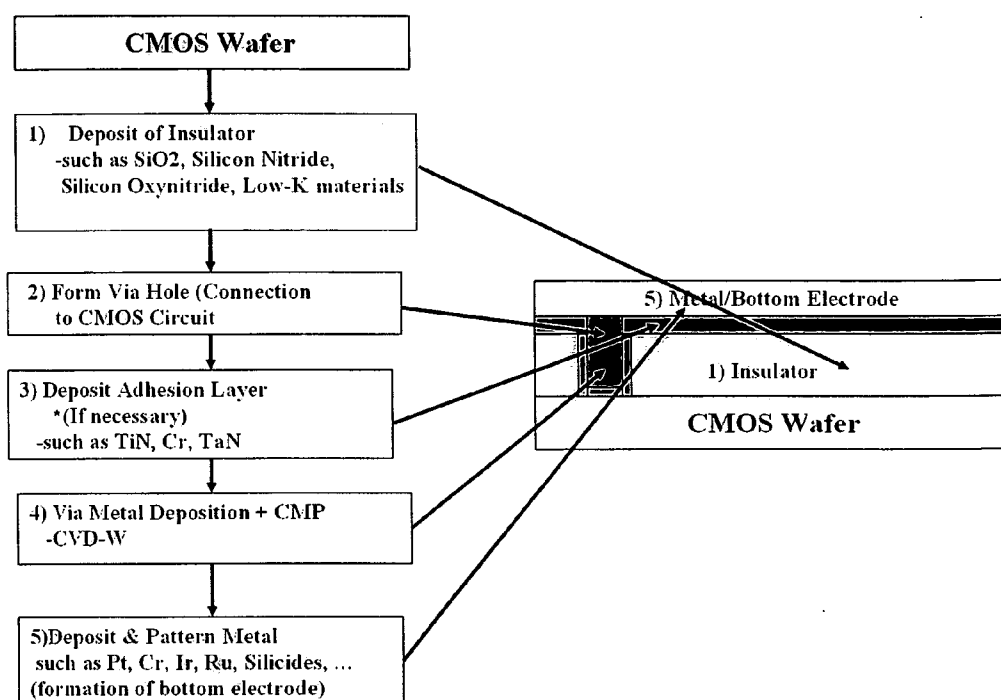 CMOS Wafer
1) Deposit of Insulator
-such as SiO2, Silicon Nitride,
Silicon Oxynitride, Low-K materials
2) Form Via Hole (Connection
to CMOS Circuit
3) Deposit Adhesion Layer
*(If necessary)
-such as TiN, Cr, TaN
4) Via Metal Deposition + CMP
-CVD-W
5)Deposit & Pattern Metal
such as Pt, Cr, Ir, Ru, Silicides, ...
(formation of bottom electrode)
5) Metal/Bottom Electrode
1) Insulator
CMOS Wafer